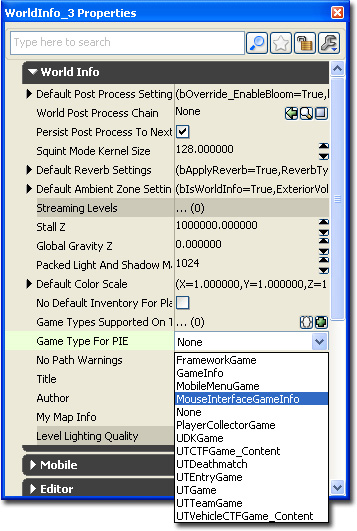 WorldInfo_3 Properties
Type here to search
World Info
Default Post Process Setting (bOverride_EnableBloom=True,
World Post Process Chain None
Persist Post Process To Next
Squint Mode Kernel Size 128.000000
Default Reverb Settings (bApplyReverb=True,ReverbTy
Default Ambient Zone Settin (bIsWorldInfo=True,ExteriorVol
Streaming Levels ... (0)
Stall Z 1000000.000000
Global Gravity Z 0.000000
Packed Light And Shadow Ma 1024
Default Color Scale (X=1.000000,Y=1.000000,Z=1
No Default Inventory For Pla
Game Types Supported On T ... (0)
Game Type For PIE None
No Path Warnings
Title
Author
My Map Info
Level Lighting Quality
FrameworkGame
GameInfo
MobileMenuGame
MouseInterfaceGameInfo
None
PlayerCollectorGame
UDKGame
UTCTFGame_Content
UTDeathmatch
UTEntryGame
UTGame
UTTeamGame
UTVehicleCTFGame_Content
Mobile
Editor